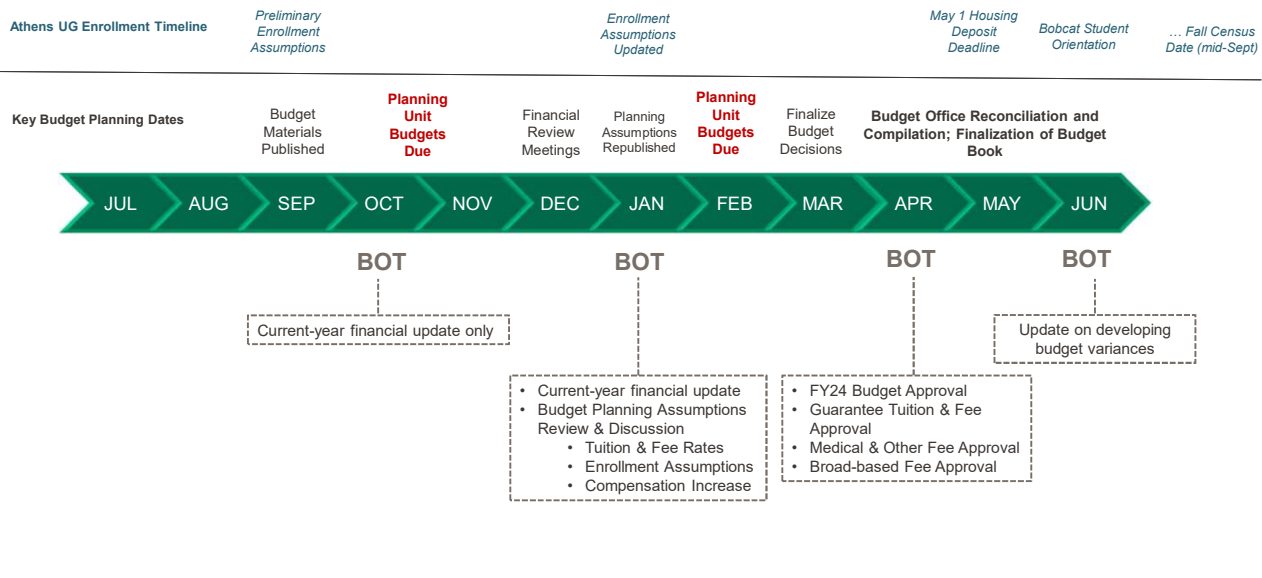 Athens UG Enrollment Timeline
Preliminary
Enrollment
Assumptions
Enrollment
Assumptions
Updated
May 1 Housing
Deposit
Deadline
Bobcat Student
Orientation
… Fall Census
Date (mid-Sept)
Key Budget Planning Dates
Budget
Materials
Published
Planning
Unit
Budgets
Due
Financial
Review
Meetings
Planning
Assumptions
Republished
Planning
Unit
Budgets
Due
Finalize
Budget
Decisions
Budget Office Reconciliation and
Compilation; Finalization of Budget
Book
JUL
AUG
SEP
OCT
NOV
DEC
JAN
FEB
MAR
APR
MAY
JUN
BOT
BOT
BOT
BOT
Current-year financial update only
• Current-year financial update
• Budget Planning Assumptions
Review & Discussion
• Tuition & Fee Rates
• Enrollment Assumptions
• Compensation Increase
• FY24 Budget Approval
• Guarantee Tuition & Fee
Approval
• Medical & Other Fee Approval
• Broad-based Fee Approval
Update on developing
budget variances